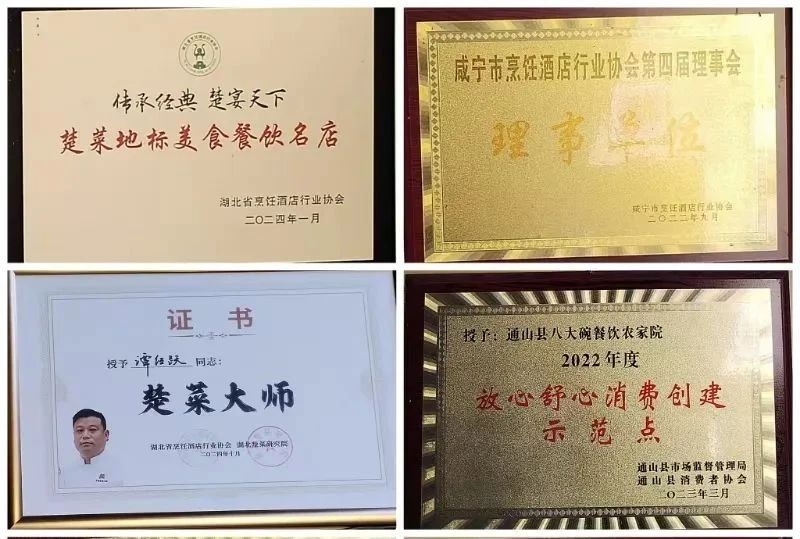 传承经典 楚宴天下
楚菜地标美食餐饮名店
湖北省烹饪酒店行业协会
二〇二四年一月
咸宁市烹饪酒店行业协会第四届理事会
理事单位
咸宁市烹饪酒店行业协会
二〇二二年九月
证书
授予 同志：
楚菜大师
湖北省烹饪酒店行业协会 湖北楚菜研究院
二〇二四年十月
授予：通山县八大碗餐饮农家院
2022年度
放心舒心消费创建
示范点
通山县市场监督管理局
通山县消费者协会
二〇二三年三月